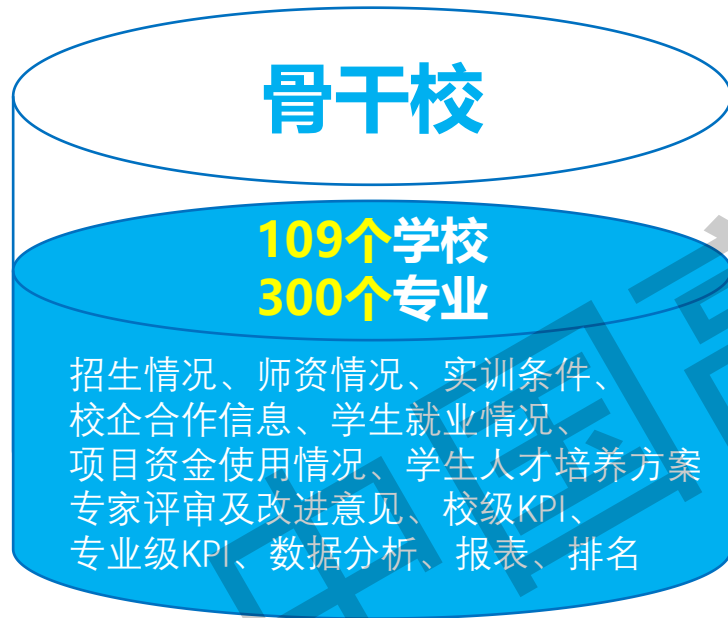 骨干校
109个学校
300个专业
招生情况、师资情况、实训条件、
校企合作信息、学生就业情况、
项目资金使用情况、学生人才培养方案
专家评审及改进意见、校级KPI、
专业级KPI、数据分析、报表、排名
中国